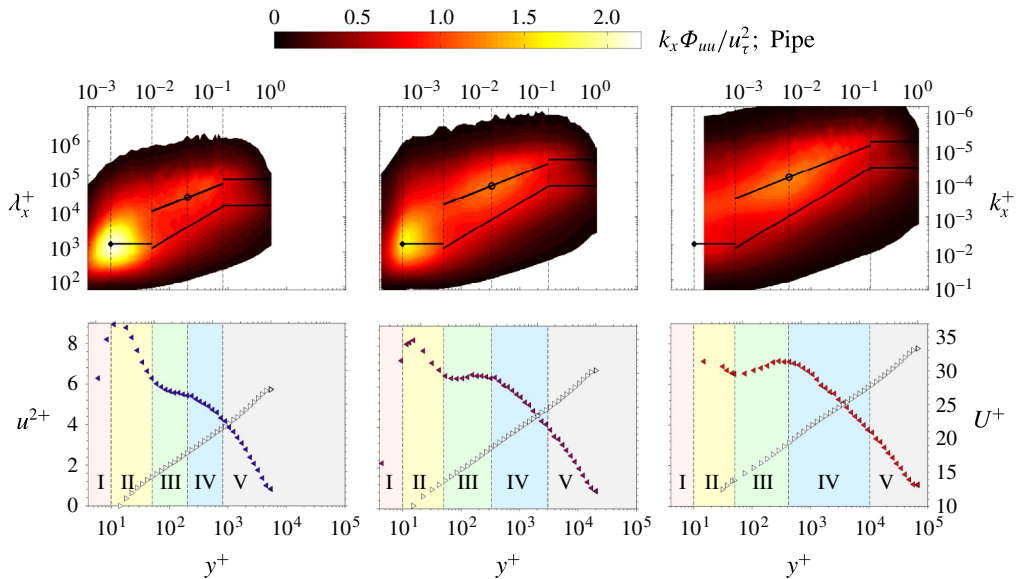 0 0.5 1.0 1.5 2.0
k_x Φ_uu/u_τ^2; Pipe
10^−3 10^−2 10^−1 10^0 10^−3 10^−2 10^−1 10^0 10^−3 10^−2 10^−1 10^0
10^6 10^−6
10^5 10^−5
λ_x^+ 10^4 10^−4 k_x^+
10^3 10^−3
10^2 10^−2
10^−1
8 35
6 30
u^2+ 25 U^+
4 20
2 15
0 10
I II III IV V I II III IV V I II III IV V
10^1 10^2 10^3 10^4 10^5 10^1 10^2 10^3 10^4 10^5 10^1 10^2 10^3 10^4 10^5
y^+ y^+ y^+